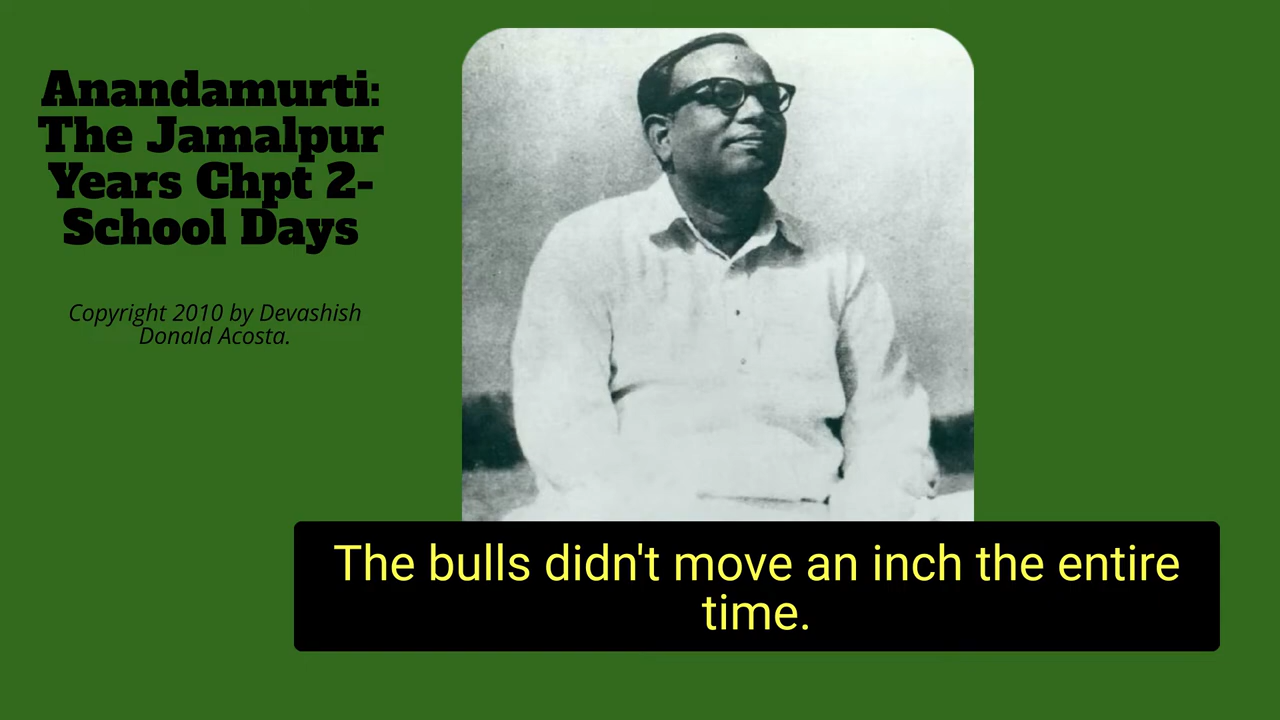 Anandamurti:
The Jamalpur
Years Chpt 2-
School Days
Copyright 2010 by Devashish
Donald Acosta.
The bulls didn't move an inch the entire
time.